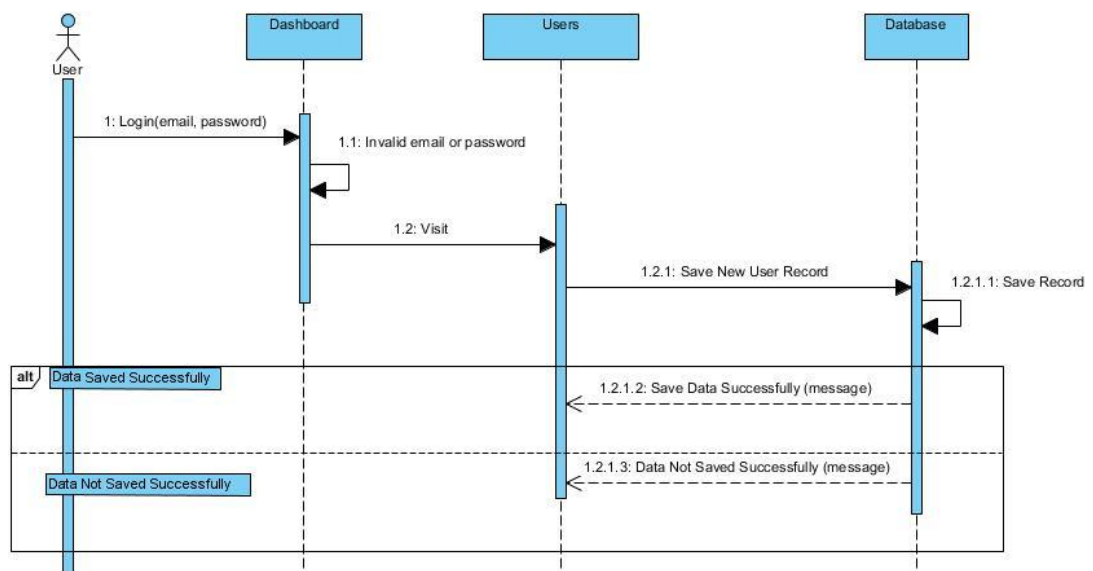 Dashboard
Users
Database
User
1: Login(email, password)
1.1: Invalid email or password
1.2: Visit
1.2.1: Save New User Record
1.2.1.1: Save Record
alt
Data Saved Successfully
1.2.1.2: Save Data Successfully (message)
1.2.1.3: Data Not Saved Successfully (message)
Data Not Saved Successfully